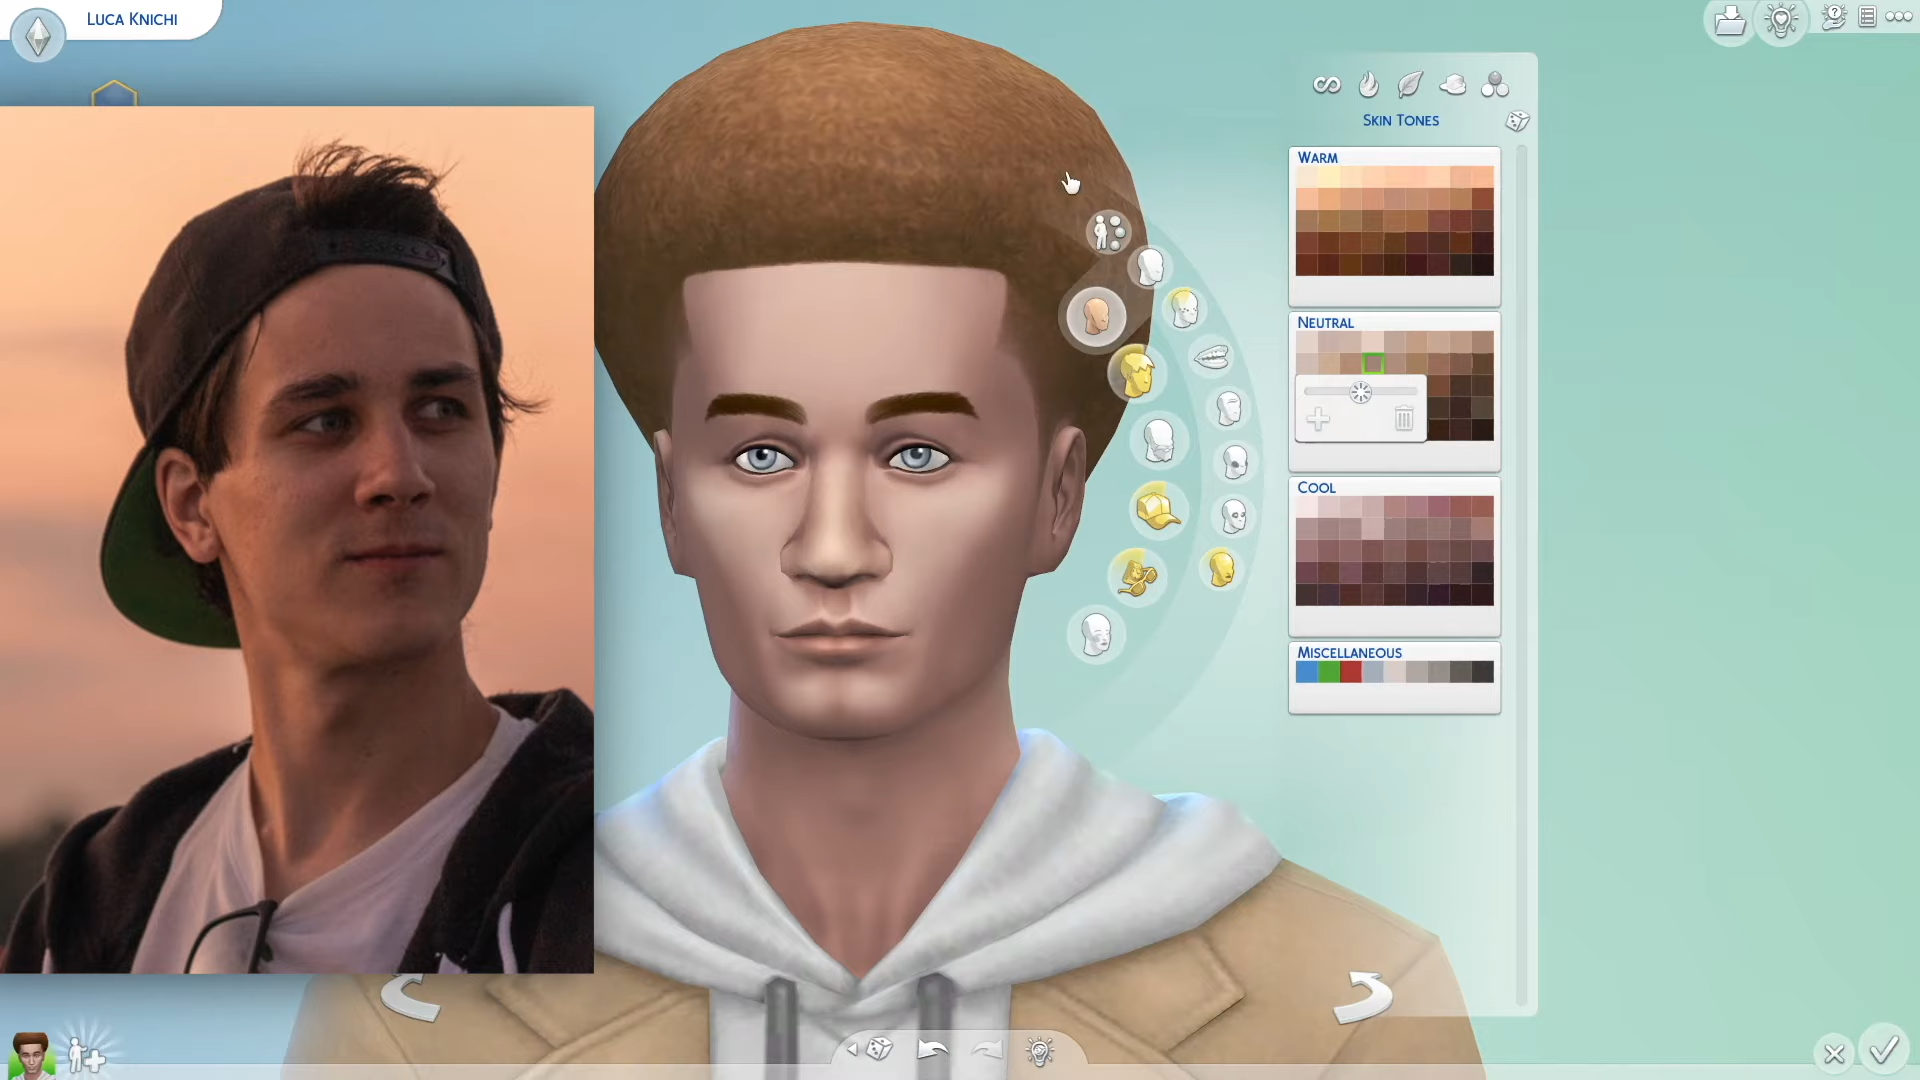 LUCA KNICHI
SKIN TONES
WARM
NEUTRAL
COOL
MISCELLANEOUS